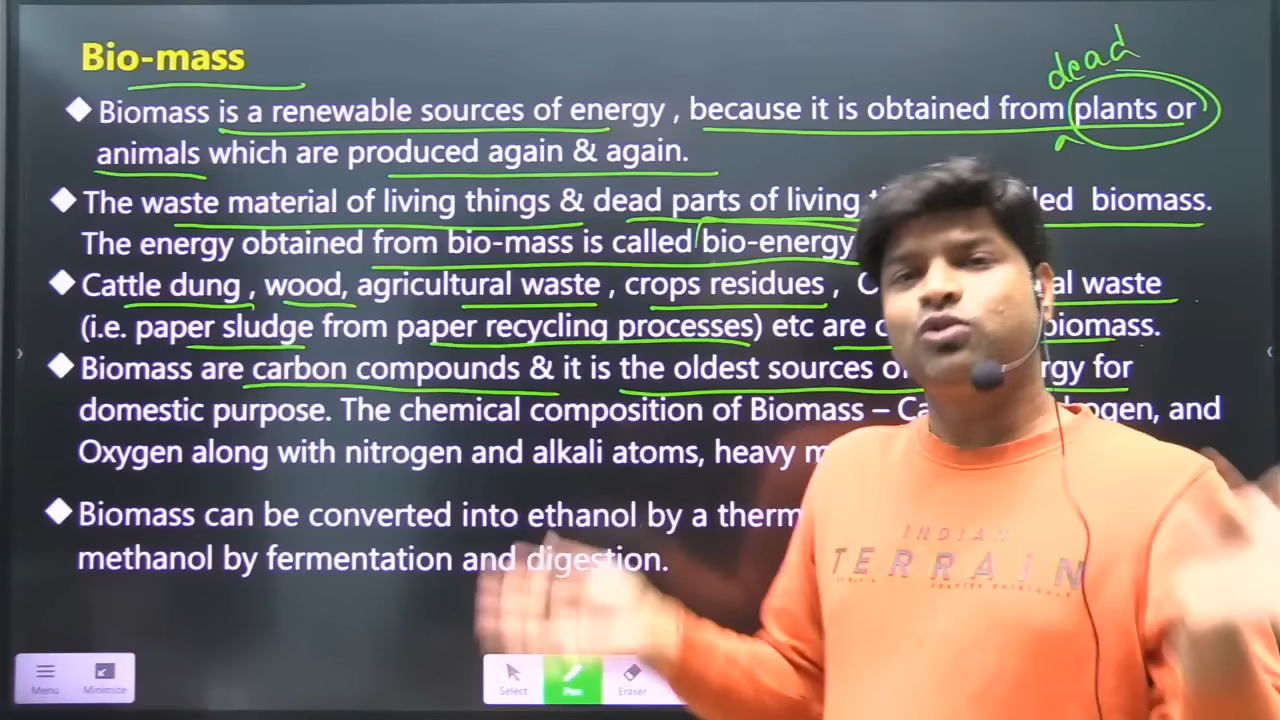 Bio-mass
dead
Biomass is a renewable sources of energy , because it is obtained from plants or
animals which are produced again & again.
The waste material of living things & dead parts of living called biomass.
The energy obtained from bio-mass is called bio-energy
Cattle dung , wood, agricultural waste , crops residues , waste
(i.e. paper sludge from paper recycling processes) etc are biomass.
Biomass are carbon compounds & it is the oldest sources of energy for
domestic purpose. The chemical composition of Biomass – Hydrogen, and
Oxygen along with nitrogen and alkali atoms, heavy
Biomass can be converted into ethanol by a
methanol by fermentation and digestion.
INDIAN
TERRAIN
Menu Minimize Select Pen Eraser